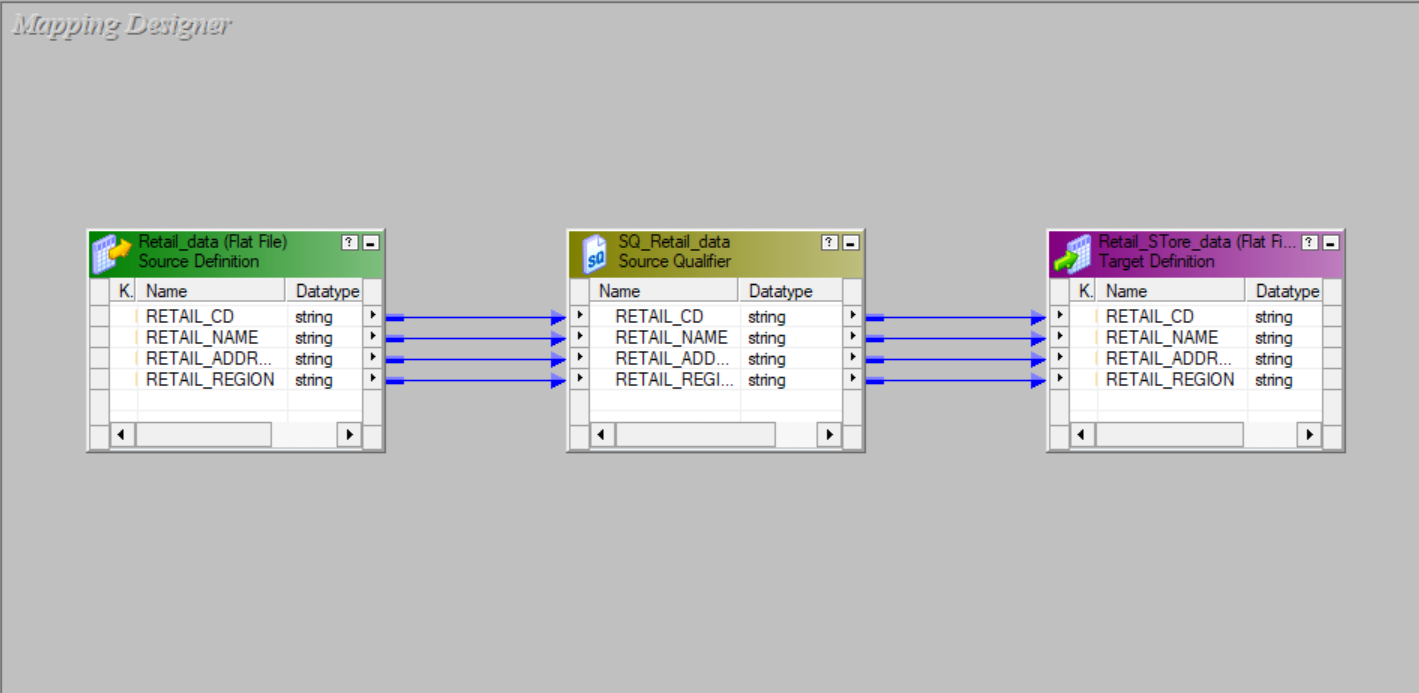 Mapping Designer
Retail_data (Flat File)
Source Definition
K. Name Datatype
RETAIL_CD string
RETAIL_NAME string
RETAIL_ADDR... string
RETAIL_REGION string
SQ_Retail_data
Source Qualifier
Name Datatype
RETAIL_CD string
RETAIL_NAME string
RETAIL_ADD... string
RETAIL_REGI... string
Retail_STore_data (Flat Fi...
Target Definition
K. Name Datatype
RETAIL_CD string
RETAIL_NAME string
RETAIL_ADDR... string
RETAIL_REGION string